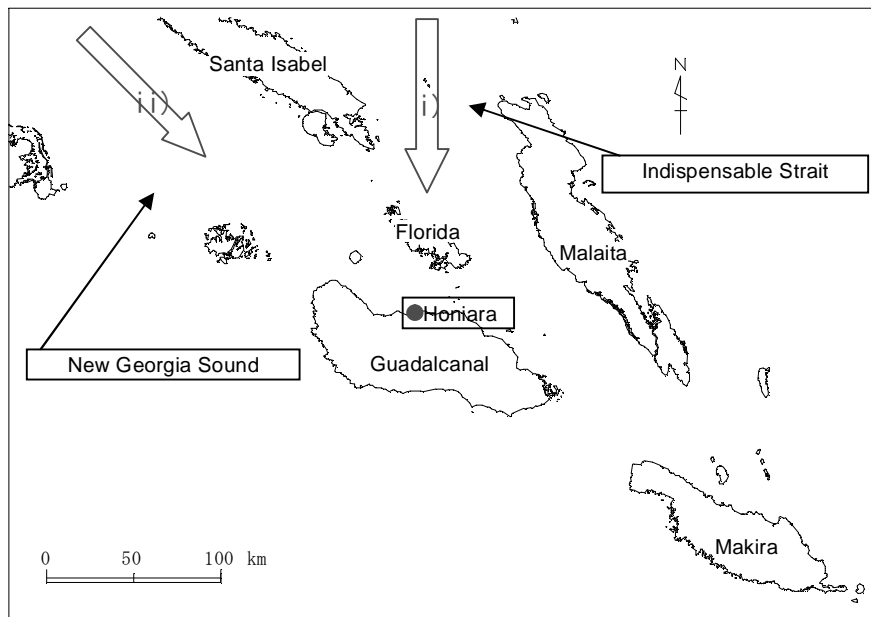 Santa Isabel
ii)
i)
N
Indispensable Strait
Florida
Malaita
Honiara
New Georgia Sound
Guadalcanal
Makira
0 50 100 km